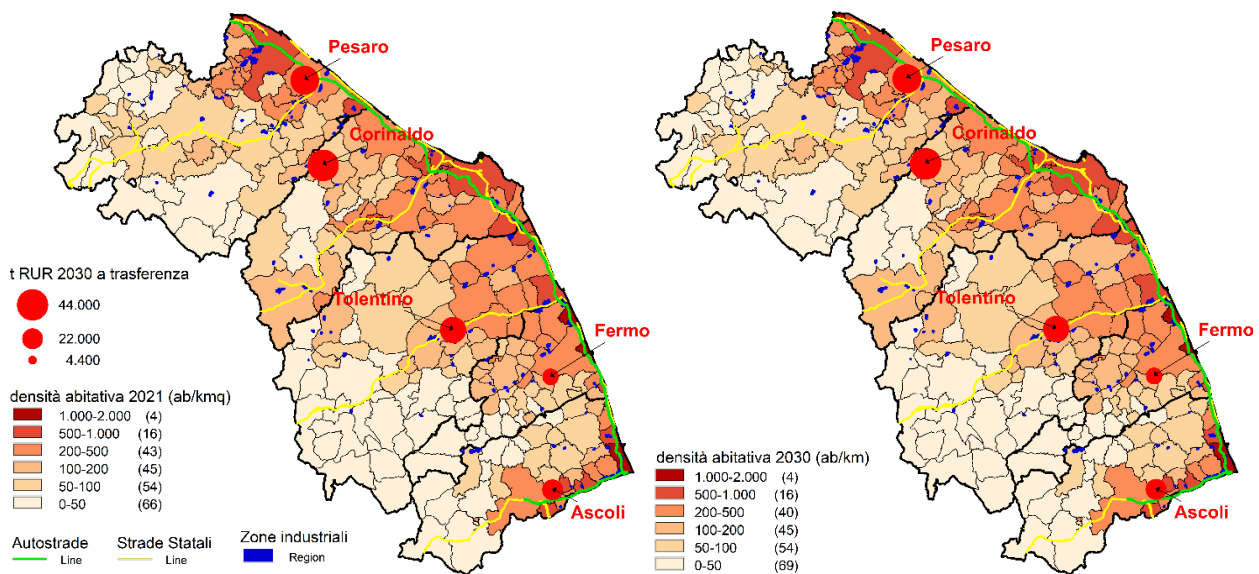 Pesaro
Corinaldo
Tolentino
Fermo
Ascoli
t RUR 2030 a trasferenza
44.000
22.000
4.400
densità abitativa 2021 (ab/kmq)
1.000-2.000 (4)
500-1.000 (16)
200-500 (43)
100-200 (45)
50-100 (54)
0-50 (66)
Autostrade
Line
Strade Statali
Line
Zone industriali
Region
Pesaro
Corinaldo
Tolentino
Fermo
Ascoli
densità abitativa 2030 (ab/km)
1.000-2.000 (4)
500-1.000 (16)
200-500 (40)
100-200 (45)
50-100 (54)
0-50 (69)